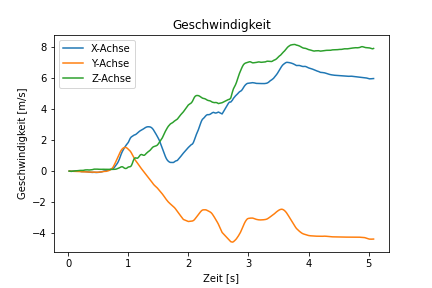 Geschwindigkeit
Geschwindigkeit [m/s]
8
6
4
2
0
−2
−4
X-Achse
Y-Achse
Z-Achse
0 1 2 3 4 5
Zeit [s]